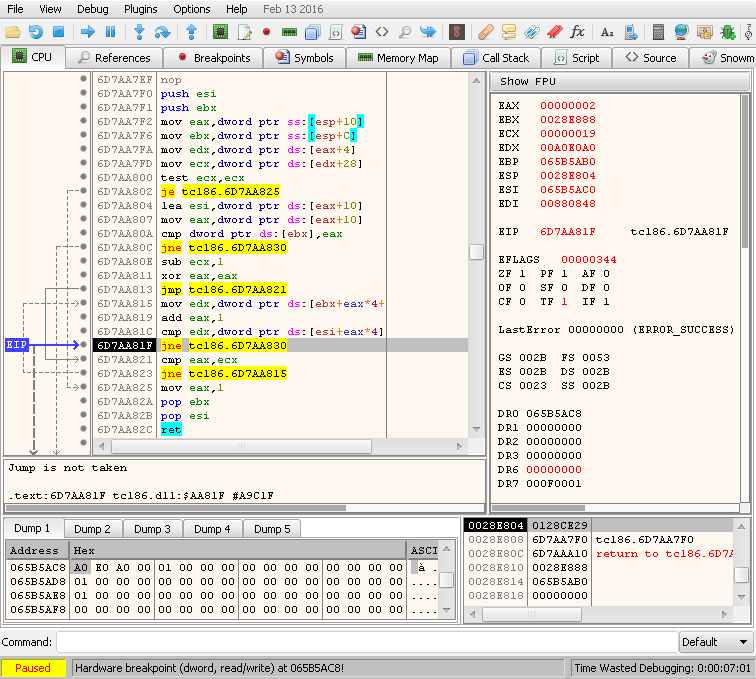 File View Debug Plugins Options Help Feb 13 2016
CPU References Breakpoints Symbols Memory Map Call Stack Script Source Snowm
6D7AA7EF nop
6D7AA7F0 push esi
6D7AA7F1 push ebx
6D7AA7F2 mov eax,dword ptr ss:[esp+10]
6D7AA7F6 mov ebx,dword ptr ss:[esp+C]
6D7AA7FA mov edx,dword ptr ds:[eax+4]
6D7AA7FD mov ecx,dword ptr ds:[edx+28]
6D7AA800 test ecx,ecx
6D7AA802 je tcl86.6D7AA825
6D7AA804 lea esi,dword ptr ds:[eax+10]
6D7AA807 mov eax,dword ptr ds:[eax+10]
6D7AA80A cmp dword ptr ds:[ebx],eax
6D7AA80C jne tcl86.6D7AA830
6D7AA80E sub ecx,1
6D7AA811 xor eax,eax
6D7AA813 jmp tcl86.6D7AA821
6D7AA815 mov edx,dword ptr ds:[ebx+eax*4+
6D7AA819 add eax,1
6D7AA81C cmp edx,dword ptr ds:[esi+eax*4]
EIP 6D7AA81F jne tcl86.6D7AA830
6D7AA821 cmp eax,ecx
6D7AA823 jne tcl86.6D7AA815
6D7AA825 mov eax,1
6D7AA82A pop ebx
6D7AA82B pop esi
6D7AA82C ret
Show FPU
EAX 00000002
EBX 0028E888
ECX 00000019
EDX 00A0E0A0
EBP 065B5AB0
ESP 0028E804
ESI 065B5AC0
EDI 00880848
EIP 6D7AA81F tcl86.6D7AA81F
EFLAGS 00000344
ZF 1 PF 1 AF 0
OF 0 SF 0 DF 0
CF 0 TF 1 IF 1
LastError 00000000 (ERROR_SUCCESS)
GS 002B FS 0053
ES 002B DS 002B
CS 0023 SS 002B
DR0 065B5AC8
DR1 00000000
DR2 00000000
DR3 00000000
DR6 00000000
DR7 000F0001
Jump is not taken
.text:6D7AA81F tcl86.dll:$AA81F #A9C1F
Dump 1 Dump 2 Dump 3 Dump 4 Dump 5
Address Hex ASCI
065B5AC8 A0 E0 A0 00 01 00 00 00 00 00 00 00 00 00 00 00 à .
065B5AD8 01 00 00 00 00 00 00 00 00 00 00 00 00 00 00 00 ....
065B5AE8 01 00 00 00 00 00 00 00 00 00 00 00 00 00 00 00 ....
065B5AF8 00 00 00 00 00 00 00 00 00 00 00 00 00 00 00 00 ....
0028E804 0128CE29
0028E808 6D7AA7F0 tcl86.6D7AA7F0
0028E80C 6D7AAA10 return to tcl86.6D7A
0028E810 0028E888
0028E814 065B5AB0
0028E818 00000000
Command: Default
Paused Hardware breakpoint (dword, read/write) at 065B5AC8! Time Wasted Debugging: 0:00:07:01